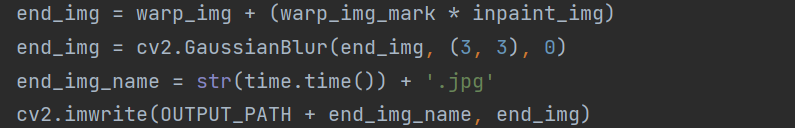 end_img = warp_img + (warp_img_mark * inpaint_img)
end_img = cv2.GaussianBlur(end_img, (3, 3), 0)
end_img_name = str(time.time()) + '.jpg'
cv2.imwrite(OUTPUT_PATH + end_img_name, end_img)